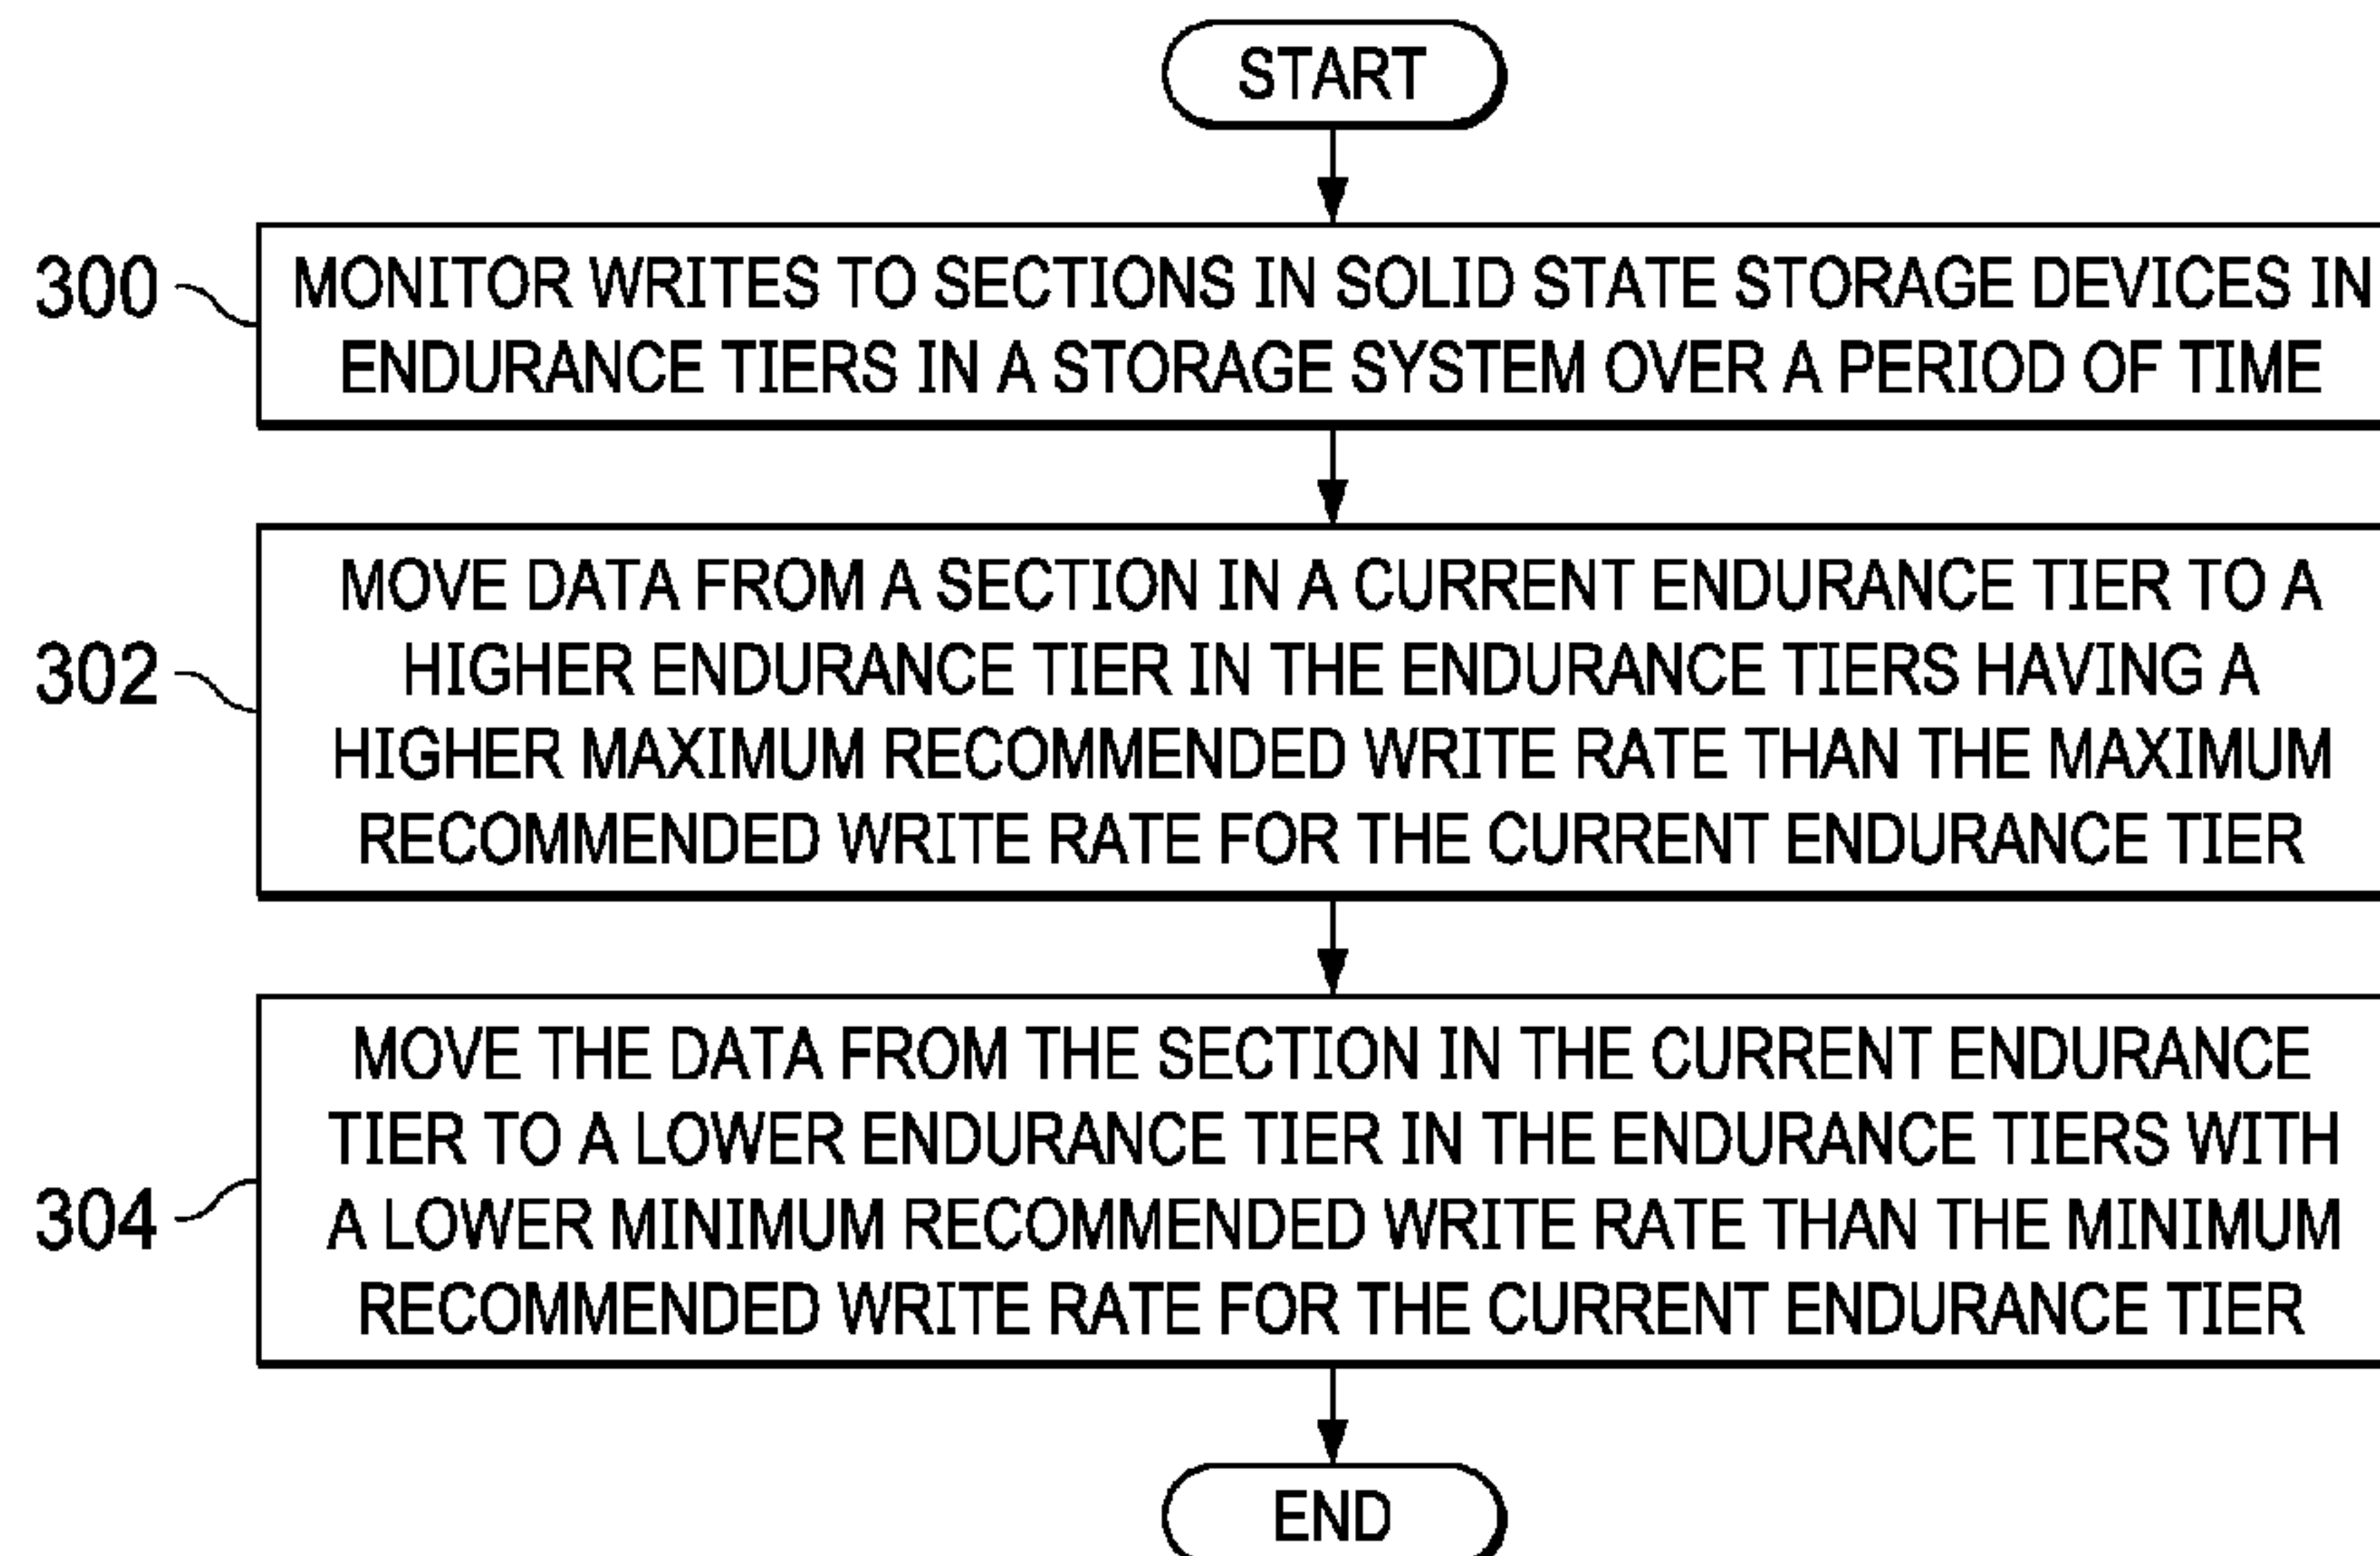 START
300
MONITOR WRITES TO SECTIONS IN SOLID STATE STORAGE DEVICES IN
ENDURANCE TIERS IN A STORAGE SYSTEM OVER A PERIOD OF TIME
302
MOVE DATA FROM A SECTION IN A CURRENT ENDURANCE TIER TO A
HIGHER ENDURANCE TIER IN THE ENDURANCE TIERS HAVING A
HIGHER MAXIMUM RECOMMENDED WRITE RATE THAN THE MAXIMUM
RECOMMENDED WRITE RATE FOR THE CURRENT ENDURANCE TIER
304
MOVE THE DATA FROM THE SECTION IN THE CURRENT ENDURANCE
TIER TO A LOWER ENDURANCE TIER IN THE ENDURANCE TIERS WITH
A LOWER MINIMUM RECOMMENDED WRITE RATE THAN THE MINIMUM
RECOMMENDED WRITE RATE FOR THE CURRENT ENDURANCE TIER
END